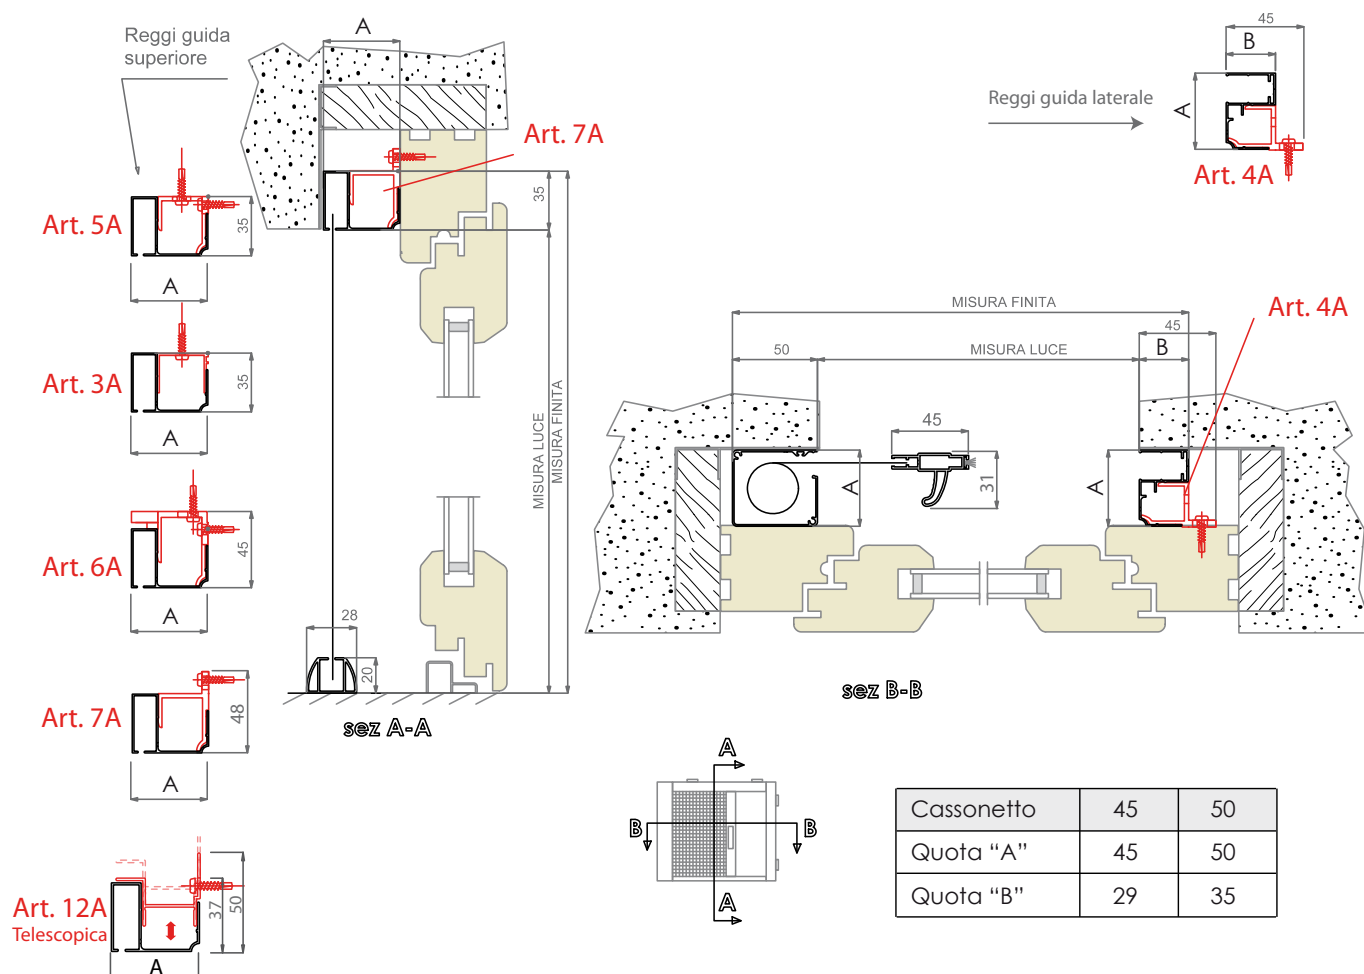 Reggi guida
superiore
Art. 5A
35
A
Art. 3A
35
A
Art. 6A
45
A
Art. 7A
48
A
Art. 12A
Telescopica
37
50
A
A
Art. 7A
35
MISURA LUCE
MISURA FINITA
28
20
sez A-A
Reggi guida laterale
45
B
A
Art. 4A
MISURA FINITA
Art. 4A
50
MISURA LUCE
45
B
A
45
31
A
sez B-B
A
B
B
A
Cassonetto 45 50
Quota “A” 45 50
Quota “B” 29 35